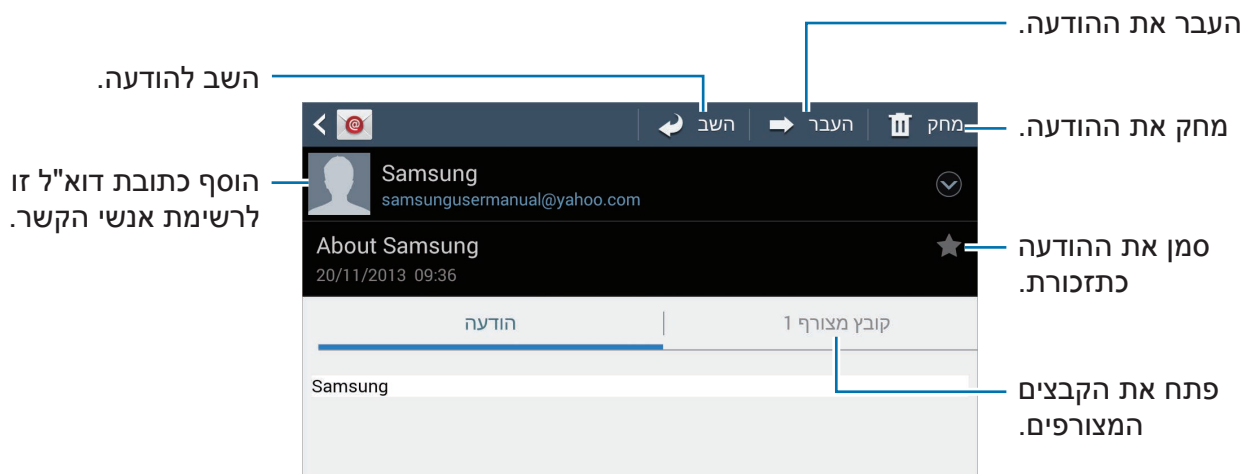 העבר את ההודעה.
השב להודעה.
השב
העבר
מחק
מחק את ההודעה.
Samsung
samsungusermanual@yahoo.com
הוסף כתובת דוא"ל זו
לרשימת אנשי הקשר.
About Samsung
20/11/2013 09:36
סמן את ההודעה
כתזכורת.
הודעה
קובץ מצורף 1
Samsung
פתח את הקבצים
המצורפים.